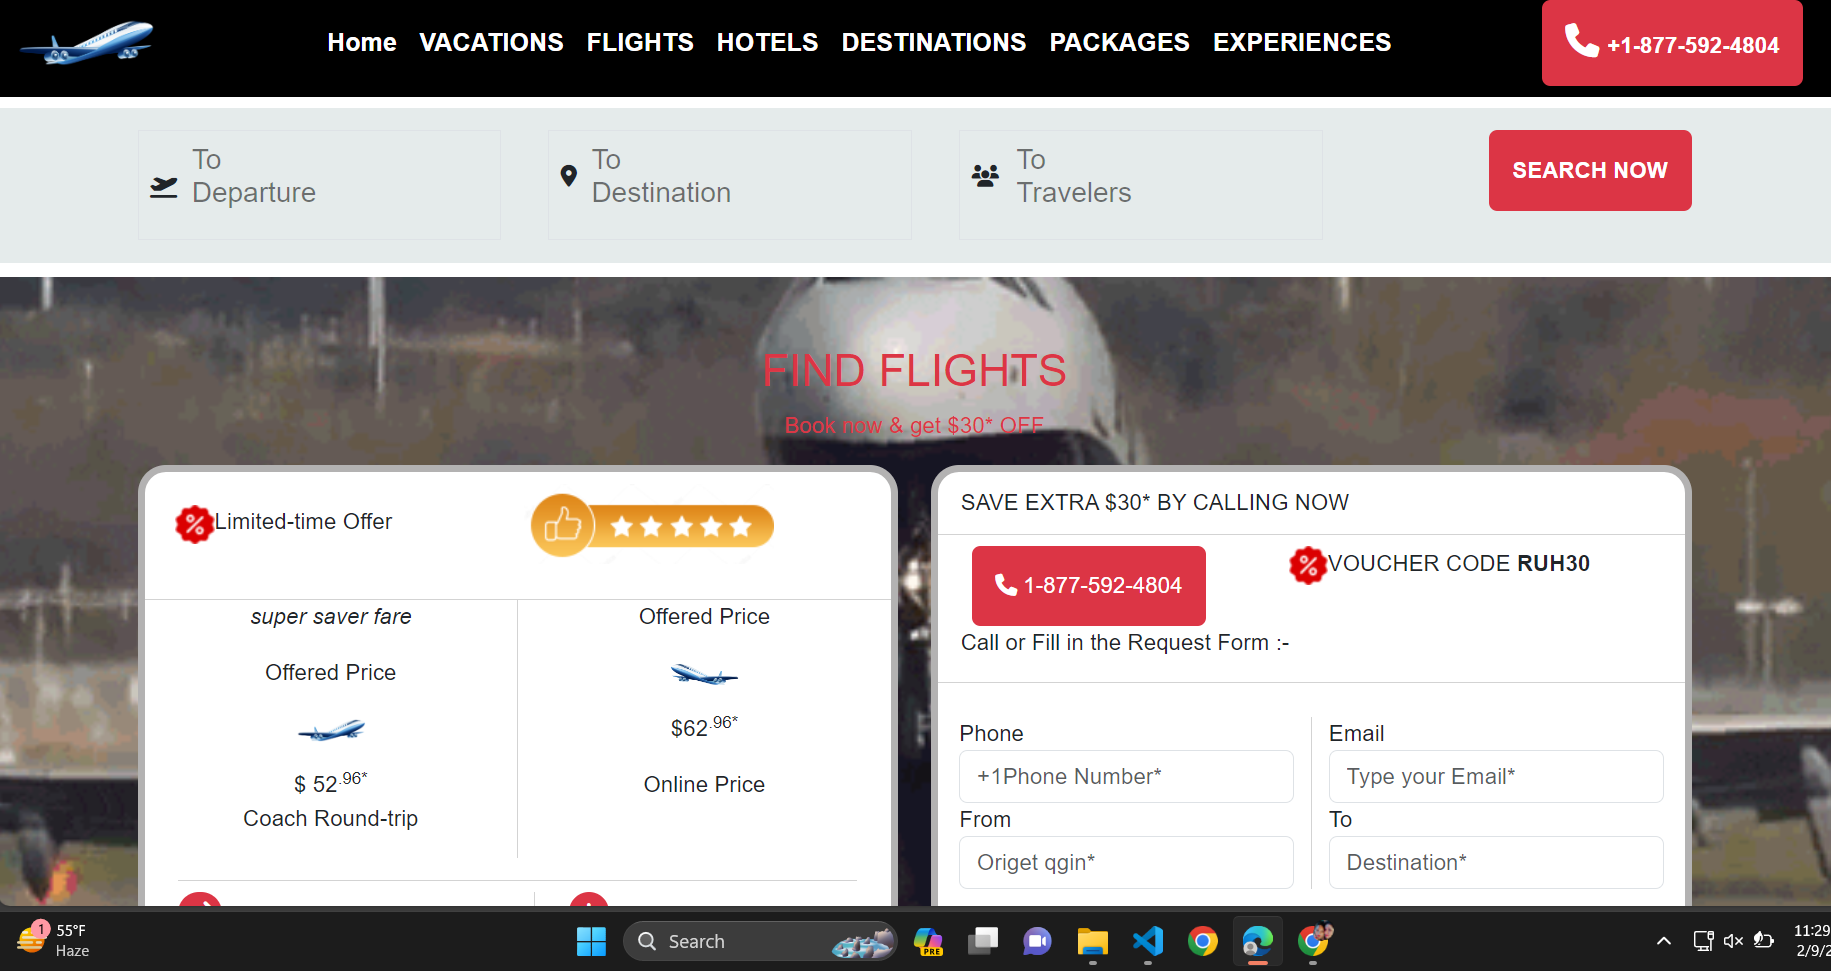 Home VACATIONS FLIGHTS HOTELS DESTINATIONS PACKAGES EXPERIENCES
+1-877-592-4804
To
Departure
To
Destination
To
Travelers
SEARCH NOW
FIND FLIGHTS
Book now & get $30* OFF
Limited-time Offer
super saver fare
Offered Price
$ 52.96*
Coach Round-trip
Offered Price
$62.96*
Online Price
SAVE EXTRA $30* BY CALLING NOW
1-877-592-4804
VOUCHER CODE RUH30
Call or Fill in the Request Form :-
Phone
+1Phone Number*
Email
Type your Email*
From
Origet qgin*
To
Destination*
1
55°F
Haze
Search
PRE
11:29
2/9/2